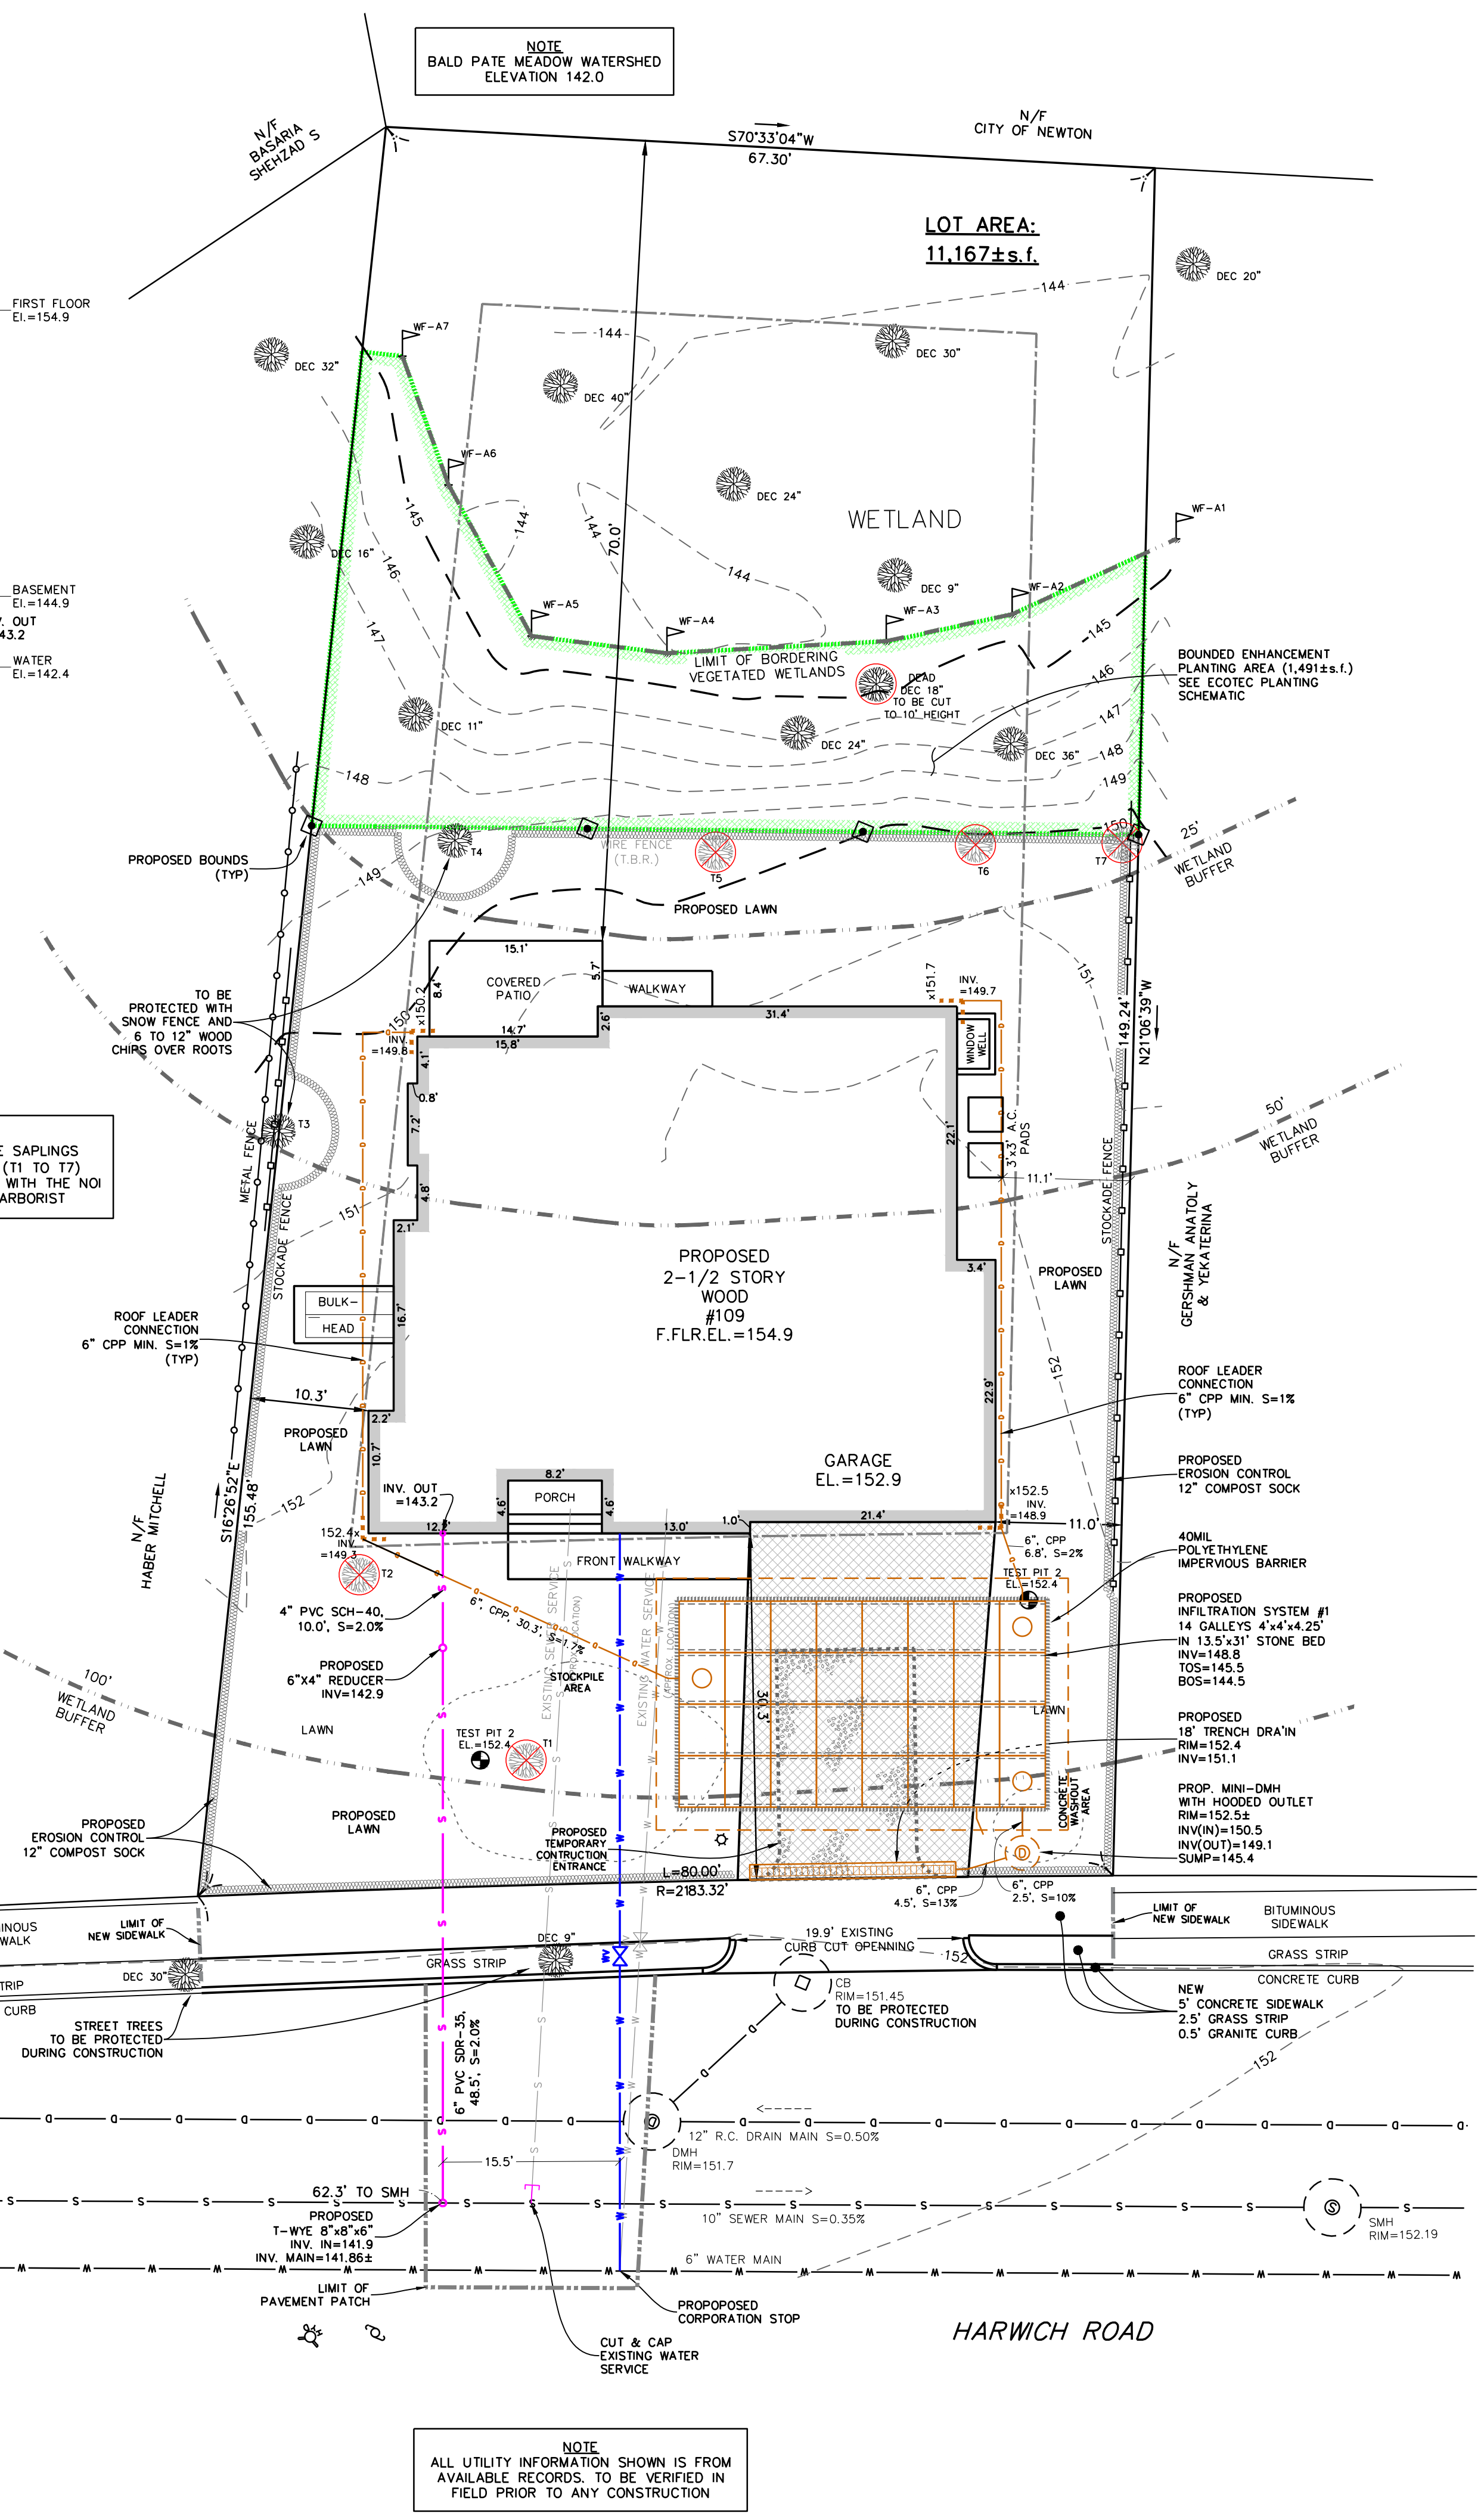 NOTE
BALD PATE MEADOW WATERSHED
ELEVATION 142.0
N/F
BASARIA
SHEHZAD S
S70°33'04"W
67.30'
N/F
CITY OF NEWTON
LOT AREA:
11,167±s.f.
DEC 20"
144
FIRST FLOOR
El.=154.9
WF-A7
144
DEC 30"
DEC 32"
DEC 40"
WF-A6
DEC 24"
WETLAND
WF-A1
145
144
144
70.0'
DEC 16"
146
144
DEC 9"
WF-A2
BASEMENT
El.=144.9
. OUT
43.2
WF-A5
WF-A4
WF-A3
147
145
WATER
El.=142.4
LIMIT OF BORDERING
VEGETATED WETLANDS
146
BOUNDED ENHANCEMENT
PLANTING AREA (1,491±s.f.)
SEE ECOTEC PLANTING
SCHEMATIC
DEAD
DEC 18"
TO BE CUT
TO 10' HEIGHT
DEC 11"
DEC 24"
DEC 36"
147
148
148
149
150
25'
WETLAND
BUFFER
T4
WIRE FENCE
(T.B.R.)
T5
T6
T7
PROPOSED BOUNDS
(TYP)
149
PROPOSED LAWN
15.1'
8.4'
COVERED
PATIO
5.7'
WALKWAY
x151.7
INV.
=149.7
151
149.24'
N21°06'39"W
TO BE
PROTECTED WITH
SNOW FENCE AND
6 TO 12" WOOD
CHIPS OVER ROOTS
x150.2
150
INV.
=149.8
14.7'
15.8'
2.6'
31.4'
WINDOW
WELL
4.1'
0.8'
7.2'
22.1'
3'x3' A.C.
PADS
50'
WETLAND
BUFFER
E SAPLINGS
(T1 TO T7)
WITH THE NOI
ARBORIST
METAL FENCE
T3
4.8'
11.1'
STOCKADE FENCE
151
2.1'
STOCKADE FENCE
N/F
GERSHMAN ANATOLY
& YEKATERINA
PROPOSED
2-1/2 STORY
WOOD
#109
F.FLR.EL.=154.9
3.4'
PROPOSED
LAWN
BULK-
HEAD
16.7'
ROOF LEADER
CONNECTION
6" CPP MIN. S=1%
(TYP)
152
22.9'
ROOF LEADER
CONNECTION
6" CPP MIN. S=1%
(TYP)
10.3'
2.2'
PROPOSED
LAWN
10.7'
GARAGE
EL.=152.9
PROPOSED
EROSION CONTROL
12" COMPOST SOCK
N/F
HABER MITCHELL
S16°26'52"E
155.48'
152
INV. OUT
=143.2
8.2'
4.6'
PORCH
4.6'
x152.5
INV.
=148.9
152.4x
INV.
=149.3
13.0'
1.0'
21.4'
11.0'
T2
FRONT WALKWAY
6", CPP
6.8', S=2%
40MIL
POLYETHYLENE
IMPERVIOUS BARRIER
TEST PIT 2
EL.=152.4
4" PVC SCH-40,
10.0', S=2.0%
6", CPP, 30.3', S=1.7%
EXISTING SEWER SERVICE
(APPROX. LOCATION)
EXISTING WATER SERVICE
(APPROX. LOCATION)
PROPOSED
INFILTRATION SYSTEM #1
14 GALLEYS 4'x4'x4.25'
IN 13.5'x31' STONE BED
INV=148.8
TOS=145.5
BOS=144.5
PROPOSED
6"X4" REDUCER
INV=142.9
STOCKPILE
AREA
30.3'
100'
WETLAND
BUFFER
LAWN
TEST PIT 2
EL.=152.4
T1
LAWN
PROPOSED
18' TRENCH DRA'IN
RIM=152.4
INV=151.1
CONCRETE
WASHOUT
AREA
PROP. MINI-DMH
WITH HOODED OUTLET
RIM=152.5±
INV(IN)=150.5
INV(OUT)=149.1
SUMP=145.4
PROPOSED
EROSION CONTROL
12" COMPOST SOCK
PROPOSED
LAWN
PROPOSED
TEMPORARY
CONTRUCTION
ENTRANCE
L=80.00'
R=2183.32'
D
6", CPP
4.5', S=13%
6", CPP
2.5', S=10%
INOUS
WALK
LIMIT OF
NEW SIDEWALK
LIMIT OF
NEW SIDEWALK
BITUMINOUS
SIDEWALK
DEC 9"
19.9' EXISTING
CURB CUT OPENNING
152
WV
GRASS STRIP
GRASS STRIP
TRIP
DEC 30"
CURB
CONCRETE CURB
CB
RIM=151.45
TO BE PROTECTED
DURING CONSTRUCTION
NEW
5' CONCRETE SIDEWALK
2.5' GRASS STRIP
0.5' GRANITE CURB
STREET TREES
TO BE PROTECTED
DURING CONSTRUCTION
6" PVC SDR-35,
48.5', S=2.0%
152
12" R.C. DRAIN MAIN S=0.50%
DMH
RIM=151.7
15.5'
62.3' TO SMH
PROPOSED
T-WYE 8"x8"x6"
INV. IN=141.9
INV. MAIN=141.86±
10" SEWER MAIN S=0.35%
SMH
RIM=152.19
6" WATER MAIN
LIMIT OF
PAVEMENT PATCH
PROPOPOSED
CORPORATION STOP
HARWICH ROAD
CUT & CAP
EXISTING WATER
SERVICE
NOTE
ALL UTILITY INFORMATION SHOWN IS FROM
AVAILABLE RECORDS. TO BE VERIFIED IN
FIELD PRIOR TO ANY CONSTRUCTION